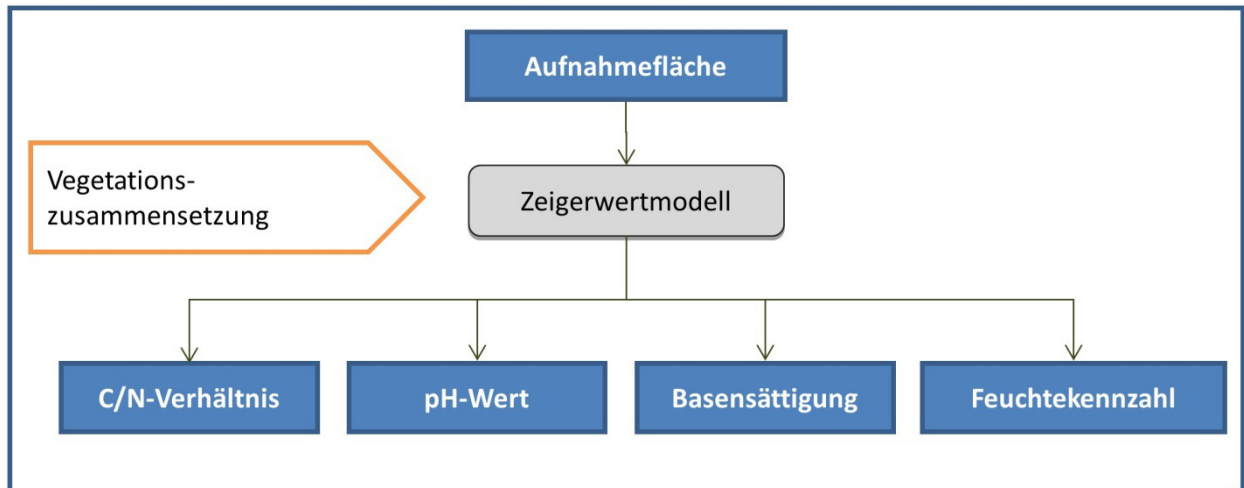 Aufnahmefläche
Vegetations-
zusammensetzung
Zeigerwertmodell
C/N-Verhältnis
pH-Wert
Basensättigung
Feuchtekennzahl